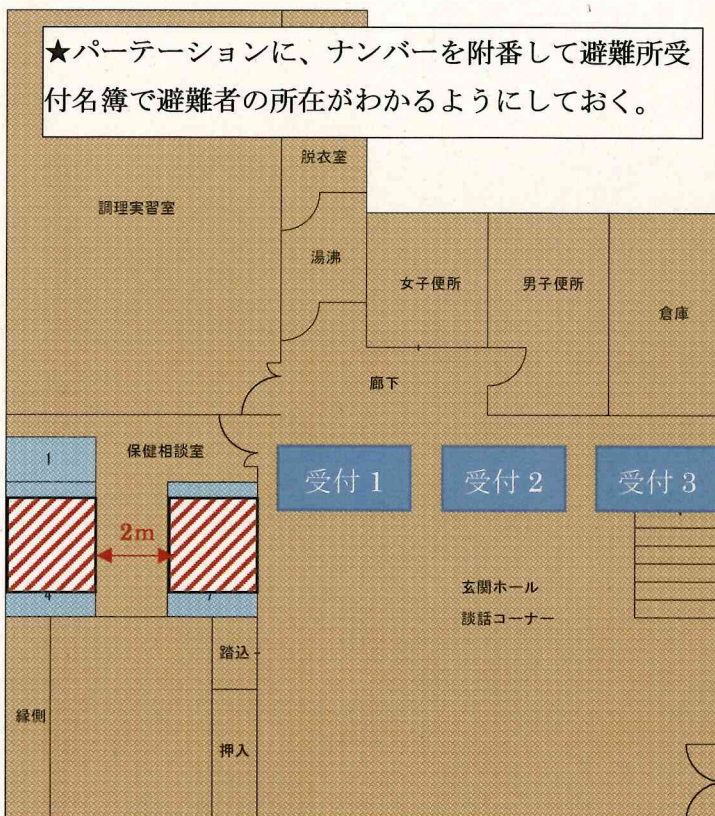 ★パーテーションに、ナンバーを附番して避難所受
付名簿で避難者の所在がわかるようにしておく。
脱衣室
調理実習室
湯沸
女子便所
男子便所
倉庫
廊下
保健相談室
1
受付1
受付2
受付3
2m
4
7
玄関ホール
談話コーナー
踏込
縁側
押入